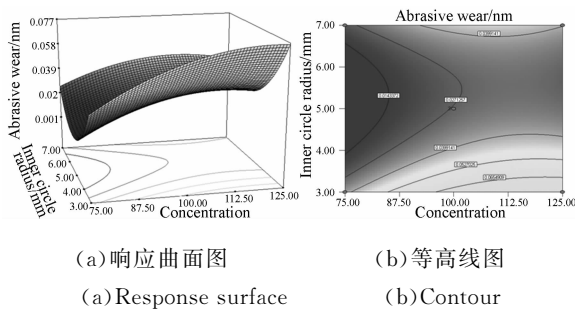 Abrasive wear/nm
0.077
0.058
0.039
0.02
0.001
Inner circle
radius/mm
7.00
6.00
5.00
4.00
3.00
75.00
87.50
100.00
112.50
125.00
Concentration
Abrasive wear/nm
Inner circle radius/mm
7.00
6.00
5.00
4.00
3.00
75.00
87.50
100.00
112.50
125.00
Concentration
(a)响应曲面图
(b)等高线图
(a)Response surface
(b)Contour